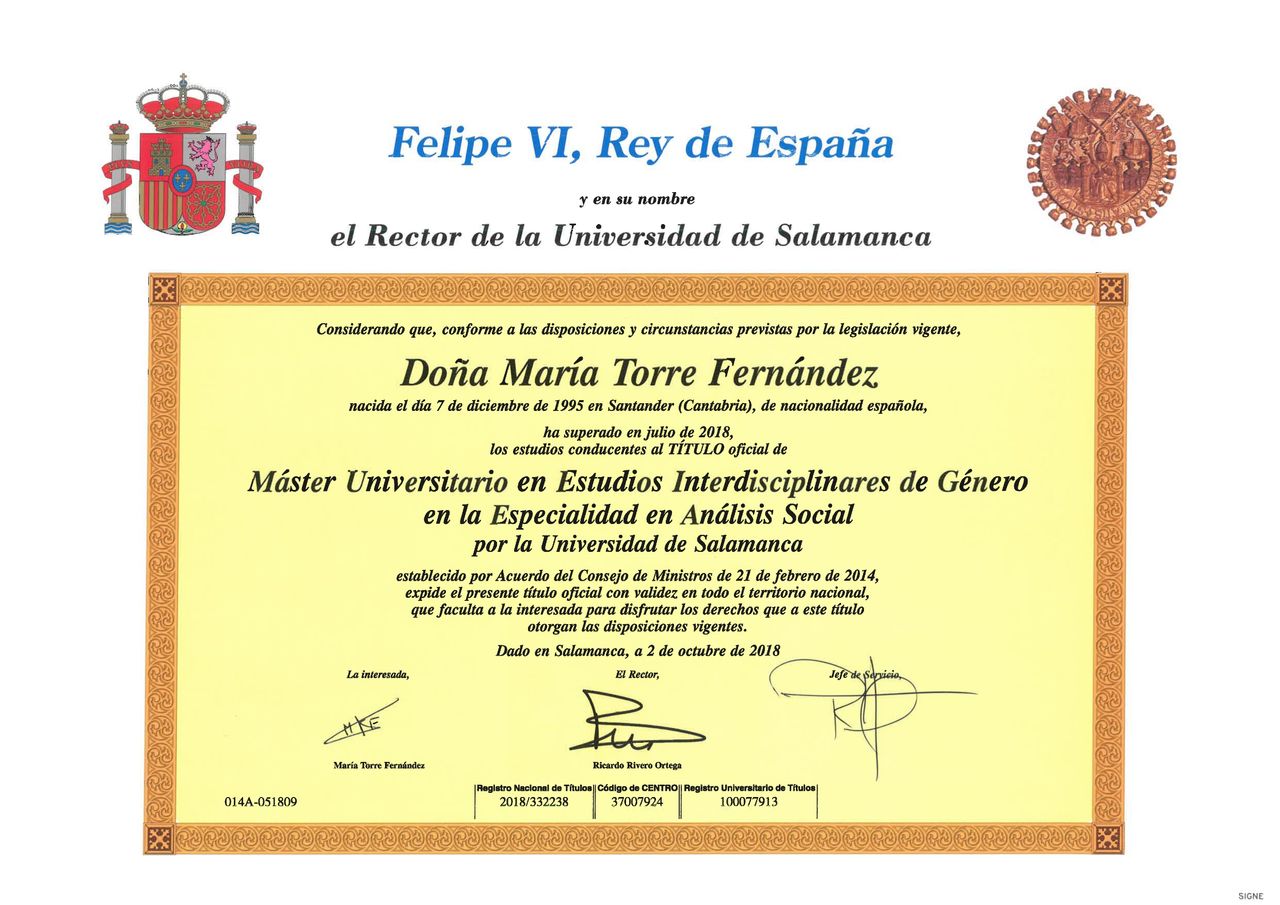 Felipe VI, Rey de España
y en su nombre
el Rector de la Universidad de Salamanca
Considerando que, conforme a las disposiciones y circunstancias previstas por la legislación vigente,
Doña María Torre Fernández
nacida el día 7 de diciembre de 1995 en Santander (Cantabria), de nacionalidad española,
ha superado en julio de 2018,
los estudios conducentes al TÍTULO oficial de
Máster Universitario en Estudios Interdisciplinares de Género
en la Especialidad en Análisis Social
por la Universidad de Salamanca
establecido por Acuerdo del Consejo de Ministros de 21 de febrero de 2014,
expide el presente título oficial con validez en todo el territorio nacional,
que faculta a la interesada para disfrutar los derechos que a este título
otorgan las disposiciones vigentes.
Dado en Salamanca, a 2 de octubre de 2018
La interesada, El Rector, Jefe de Servicio,
María Torre Fernández Ricardo Rivero Ortega
Registro Nacional de Títulos Código de CENTRO Registro Universitario de Títulos
014A-051809 2018/332238 37007924 100077913
SIGNE